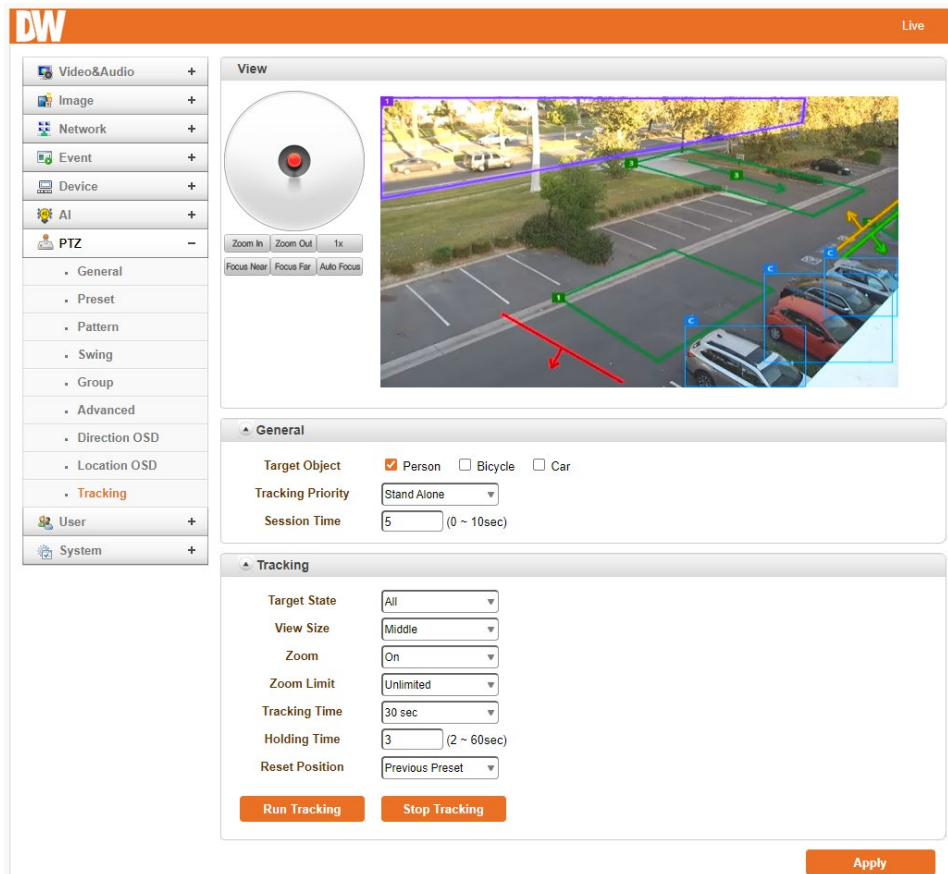 DW
Live
Video&Audio +
Image +
Network +
Event +
Device +
AI +
PTZ −
General
Preset
Pattern
Swing
Group
Advanced
Direction OSD
Location OSD
Tracking
User +
System +
View
Zoom In Zoom Out 1x
Focus Near Focus Far Auto Focus
1
3
3
1
C
C
C
General
Target Object Person Bicycle Car
Tracking Priority Stand Alone
Session Time 5 (0 ~ 10sec)
Tracking
Target State All
View Size Middle
Zoom On
Zoom Limit Unlimited
Tracking Time 30 sec
Holding Time 3 (2 ~ 60sec)
Reset Position Previous Preset
Run Tracking Stop Tracking
Apply